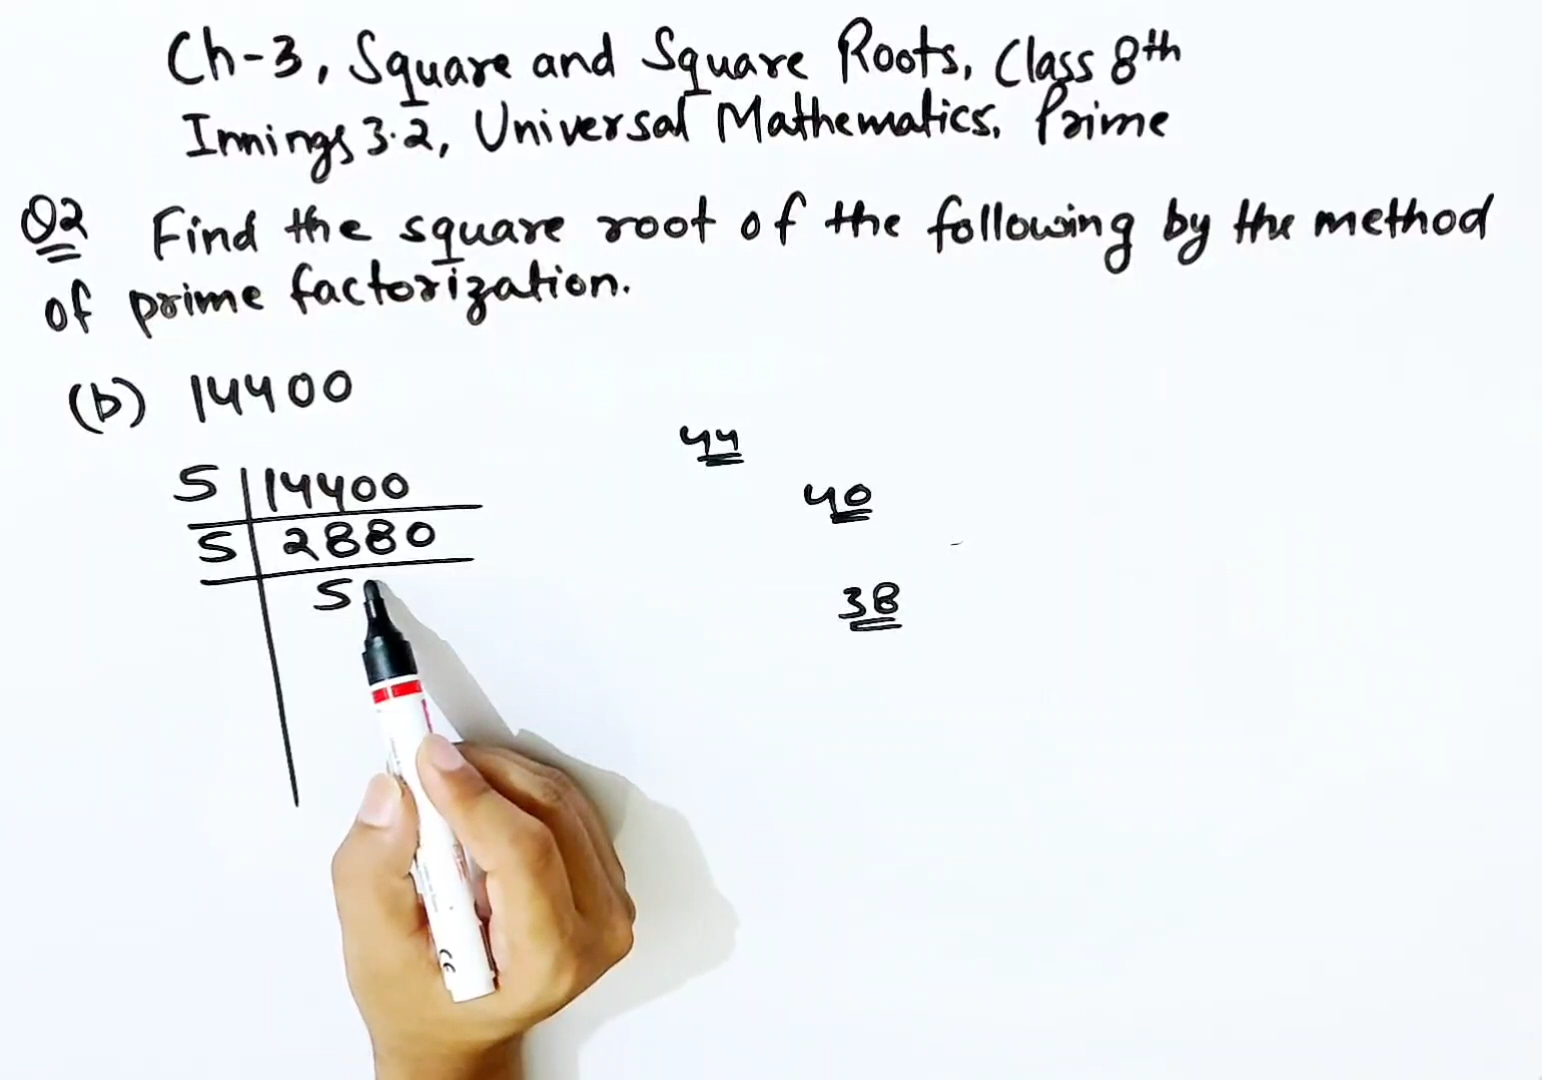 Ch-3, Square and Square Roots, Class 8th
Innings 3.2, Universal Mathematics, Prime
Q2 Find the square root of the following by the method
of prime factorization.
(b) 14400
44
40
38
5 14400
5 2880
5
CE